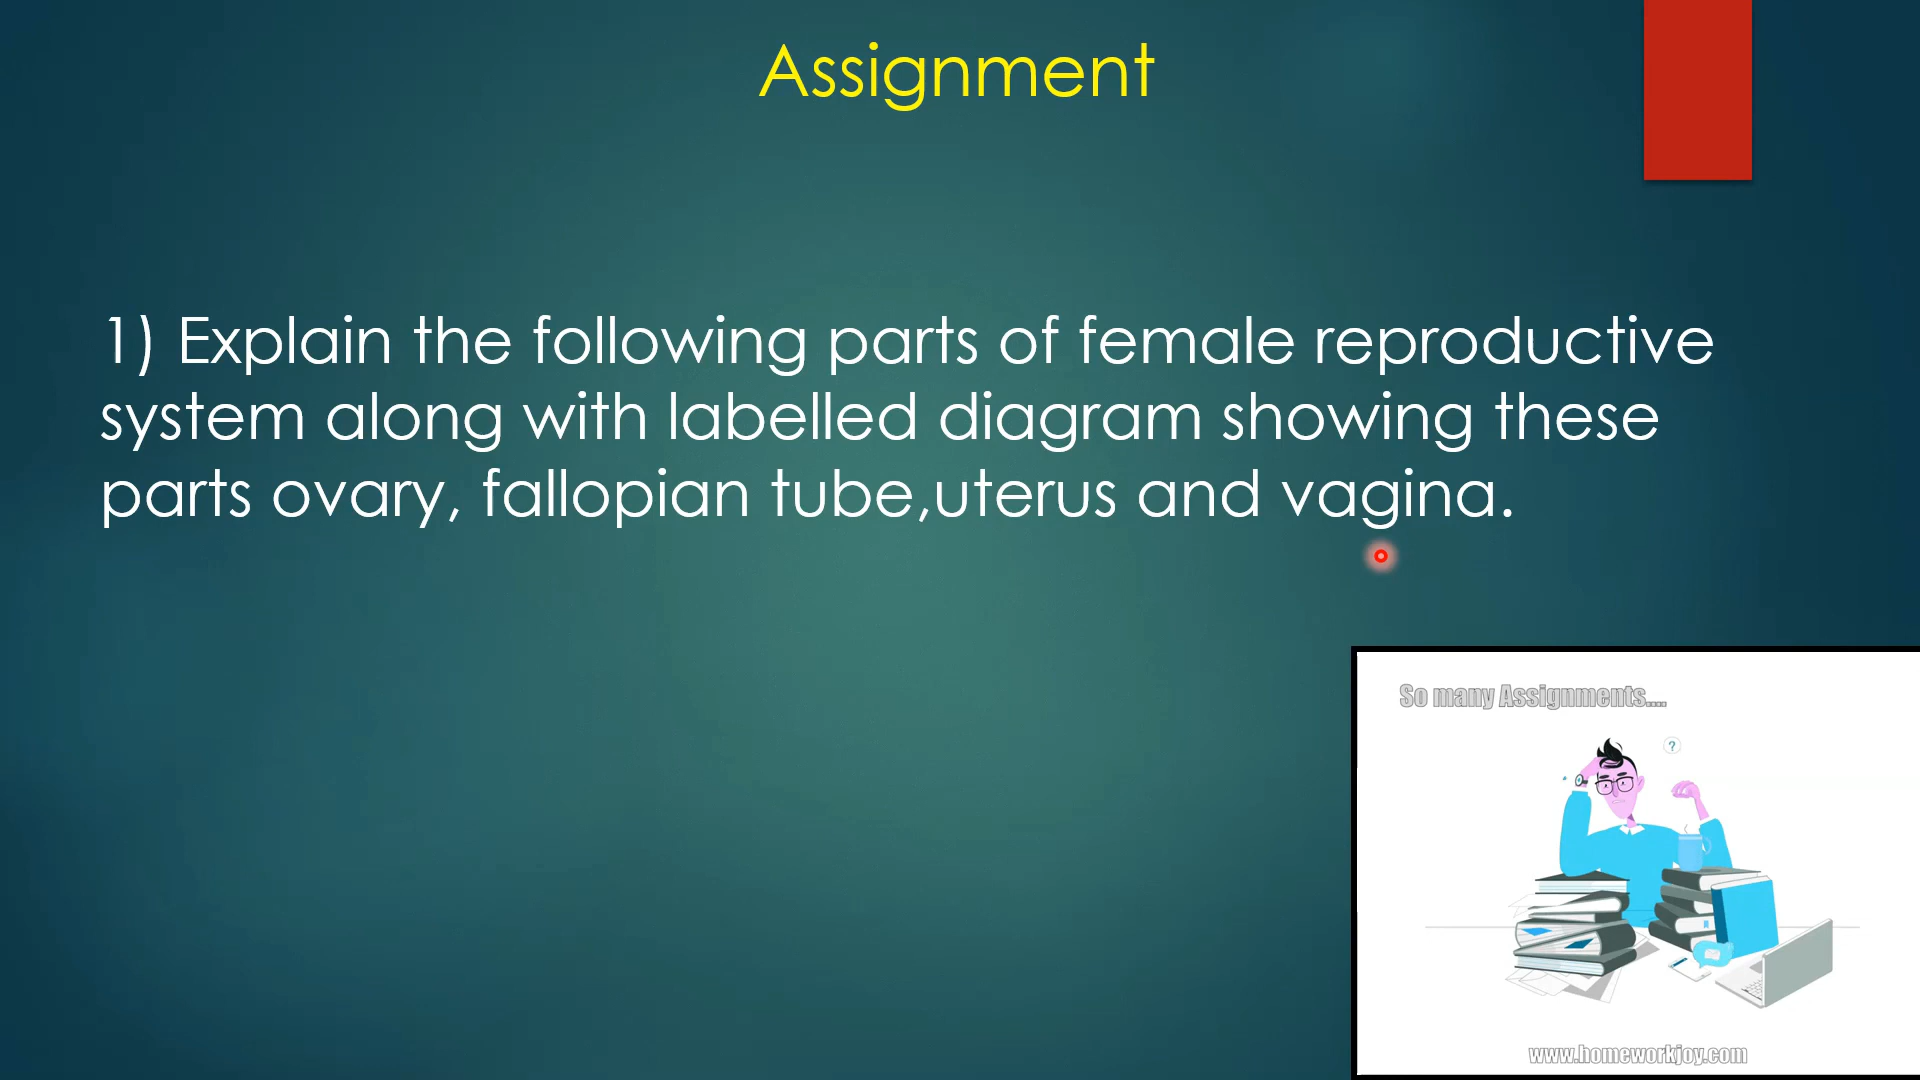 Assignment
1) Explain the following parts of female reproductive
system along with labelled diagram showing these
parts ovary, fallopian tube,uterus and vagina.
So many Assignments....
?
www.homeworkjoy.com